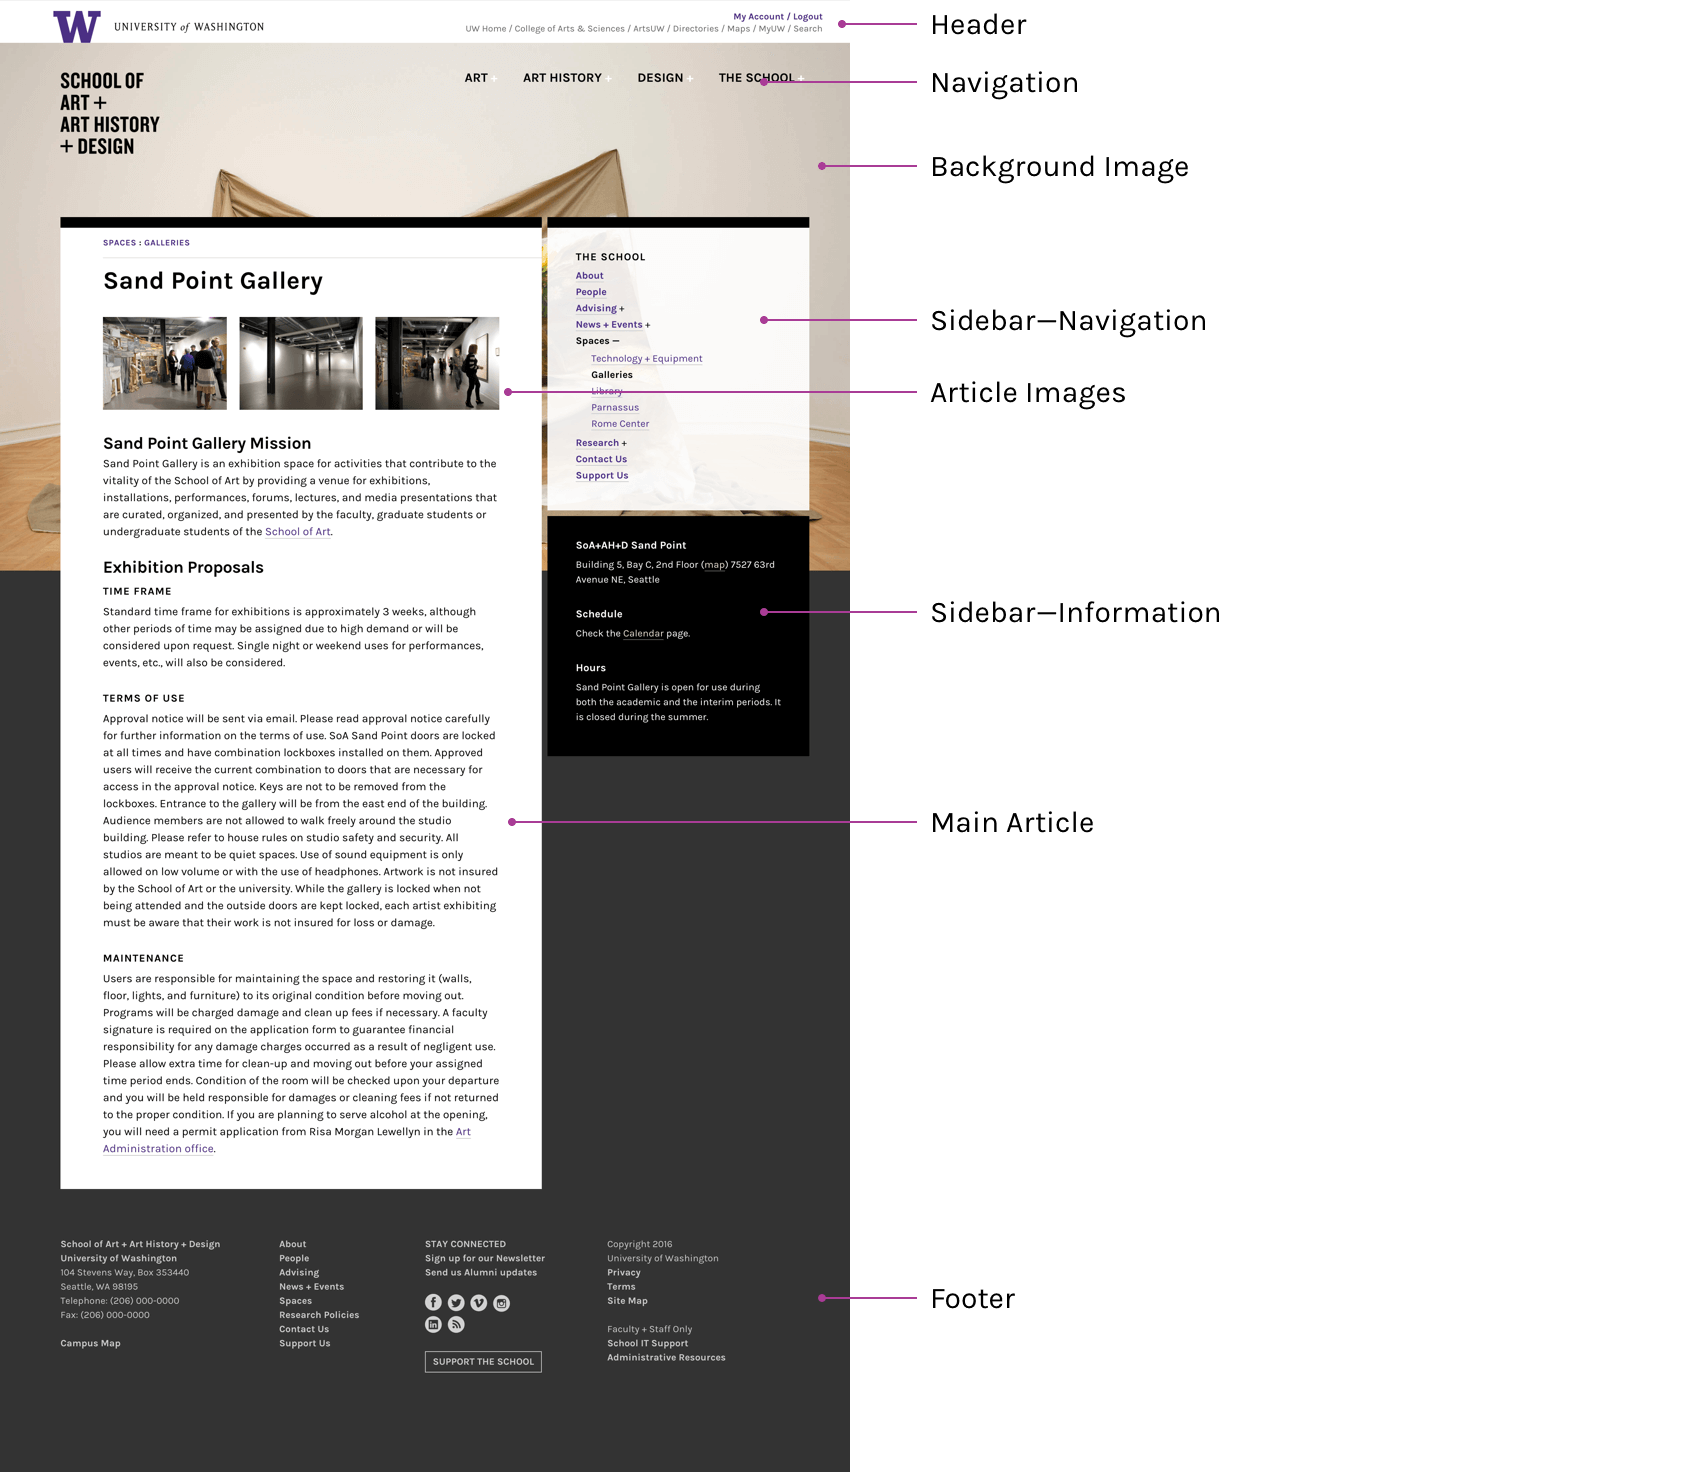 UNIVERSITY of WASHINGTON
My Account / Logout
UW Home / College of Arts & Sciences / ArtsUW / Directories / Maps / MyUW / Search
Header
SCHOOL OF
ART +
ART HISTORY
+ DESIGN
ART + ART HISTORY + DESIGN + THE SCHOOL +
Navigation
Background Image
SPACES : GALLERIES
Sand Point Gallery
Sand Point Gallery Mission
Sand Point Gallery is an exhibition space for activities that contribute to the
vitality of the School of Art by providing a venue for exhibitions,
installations, performances, forums, lectures, and media presentations that
are curated, organized, and presented by the faculty, graduate students or
undergraduate students of the School of Art.
Exhibition Proposals
TIME FRAME
Standard time frame for exhibitions is approximately 3 weeks, although
other periods of time may be assigned due to high demand or will be
considered upon request. Single night or weekend uses for performances,
events, etc., will also be considered.
TERMS OF USE
Approval notice will be sent via email. Please read approval notice carefully
for further information on the terms of use. SoA Sand Point doors are locked
at all times and have combination lockboxes installed on them. Approved
users will receive the current combination to doors that are necessary for
access in the approval notice. Keys are not to be removed from the
lockboxes. Entrance to the gallery will be from the east end of the building.
Audience members are not allowed to walk freely around the studio
building. Please refer to house rules on studio safety and security. All
studios are meant to be quiet spaces. Use of sound equipment is only
allowed on low volume or with the use of headphones. Artwork is not insured
by the School of Art or the university. While the gallery is locked when not
being attended and the outside doors are kept locked, each artist exhibiting
must be aware that their work is not insured for loss or damage.
MAINTENANCE
Users are responsible for maintaining the space and restoring it (walls,
floor, lights, and furniture) to its original condition before moving out.
Programs will be charged damage and clean up fees if necessary. A faculty
signature is required on the application form to guarantee financial
responsibility for any damage charges occurred as a result of negligent use.
Please allow extra time for clean-up and moving out before your assigned
time period ends. Condition of the room will be checked upon your departure
and you will be held responsible for damages or cleaning fees if not returned
to the proper condition. If you are planning to serve alcohol at the opening,
you will need a permit application from Risa Morgan Lewellyn in the Art
Administration office.
THE SCHOOL
About
People
Advising +
News + Events +
Spaces —
Technology + Equipment
Galleries
Library
Parnassus
Rome Center
Research +
Contact Us
Support Us
Sidebar—Navigation
Article Images
SoA+AH+D Sand Point
Building 5, Bay C, 2nd Floor (map) 7527 63rd
Avenue NE, Seattle
Schedule
Check the Calendar page.
Hours
Sand Point Gallery is open for use during
both the academic and the interim periods. It
is closed during the summer.
Sidebar—Information
Main Article
School of Art + Art History + Design
University of Washington
104 Stevens Way, Box 353440
Seattle, WA 98195
Telephone: (206) 000-0000
Fax: (206) 000-0000
Campus Map
About
People
Advising
News + Events
Spaces
Research Policies
Contact Us
Support Us
STAY CONNECTED
Sign up for our Newsletter
Send us Alumni updates
SUPPORT THE SCHOOL
Copyright 2016
University of Washington
Privacy
Terms
Site Map
Faculty + Staff Only
School IT Support
Administrative Resources
Footer